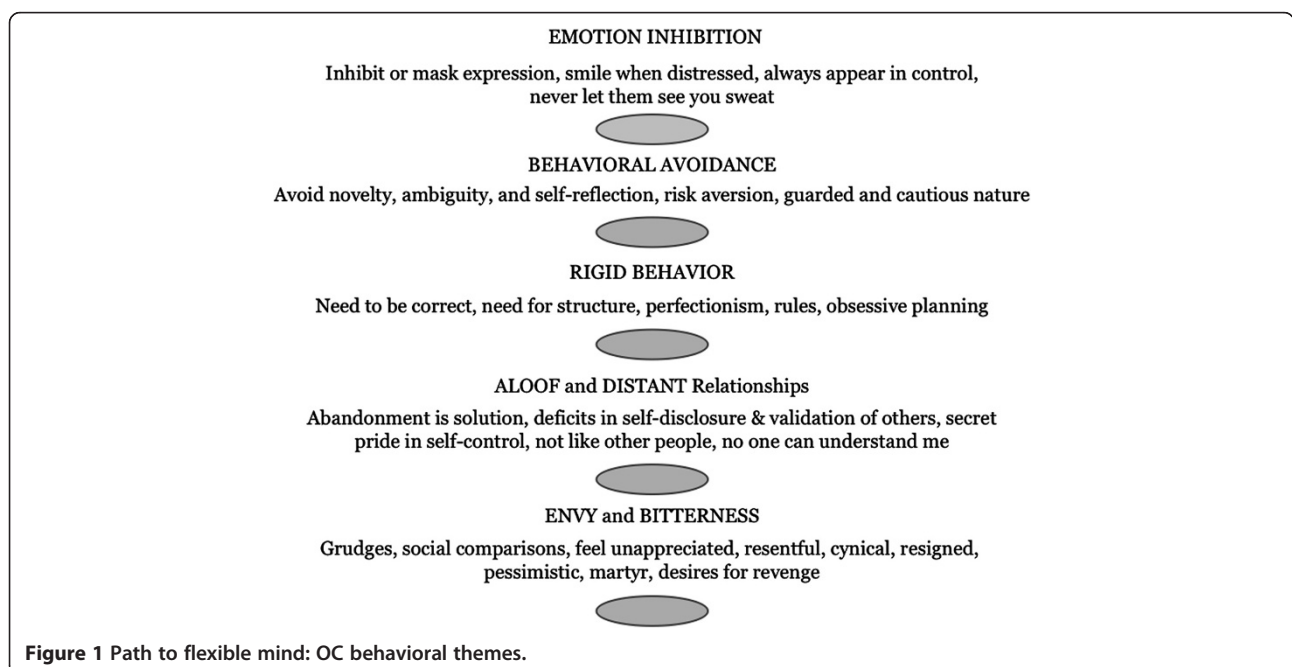 EMOTION INHIBITION
Inhibit or mask expression, smile when distressed, always appear in control,
never let them see you sweat
BEHAVIORAL AVOIDANCE
Avoid novelty, ambiguity, and self-reflection, risk aversion, guarded and cautious nature
RIGID BEHAVIOR
Need to be correct, need for structure, perfectionism, rules, obsessive planning
ALOOF and DISTANT Relationships
Abandonment is solution, deficits in self-disclosure & validation of others, secret
pride in self-control, not like other people, no one can understand me
ENVY and BITTERNESS
Grudges, social comparisons, feel unappreciated, resentful, cynical, resigned,
pessimistic, martyr, desires for revenge
Figure 1 Path to flexible mind: OC behavioral themes.